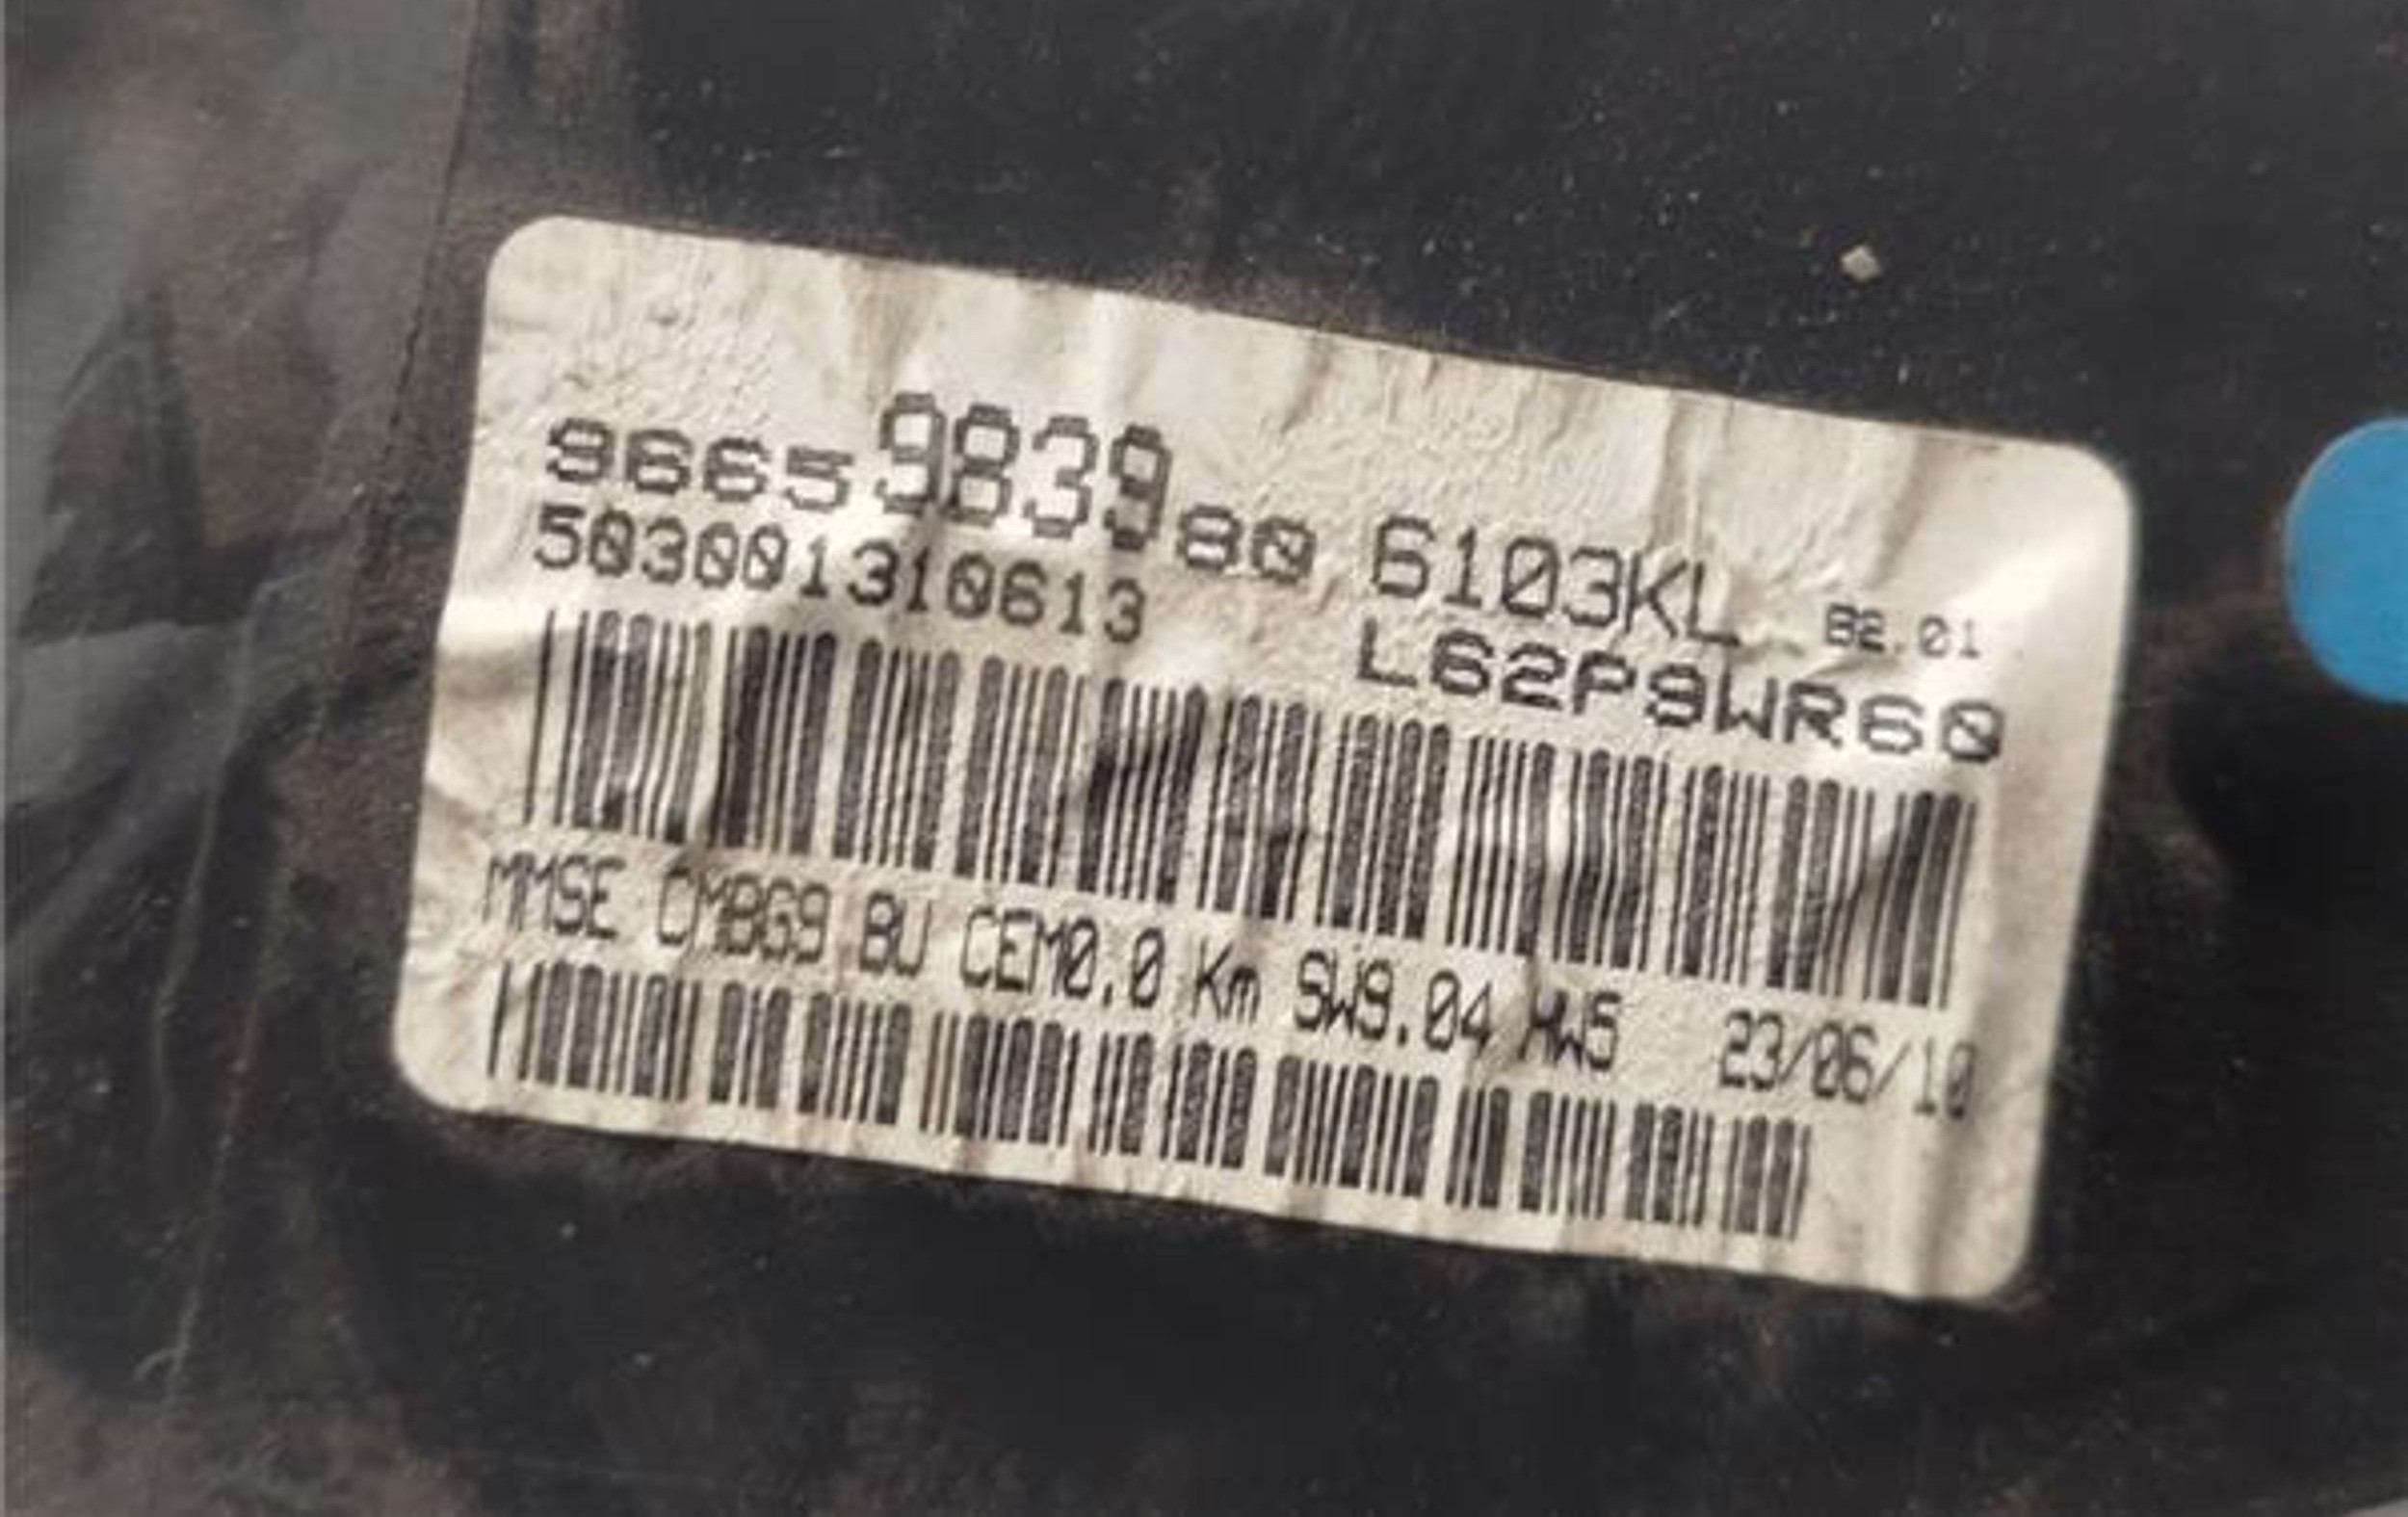 9665983980 6103KL B2.01
503001310613 L62P9WR60
MMSE CMBG9 BU CEM0.0 Km SW9.04 HW5 23/06/10